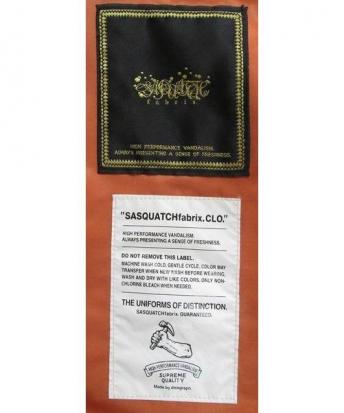 SASQUATCH
fabrix.
HIGH PERFORMANCE VANDALISM.
ALWAYS PRESENTING A SENSE OF FRESHNESS.
"SASQUATCHfabrix.CLO."
HIGH PERFORMANCE VANDALISM.
ALWAYS PRESENTING A SENSE OF FRESHNESS.
DO NOT REMOVE THIS LABEL.
MACHINE WASH COLD, GENTLE CYCLE. COLOR MAY
TRANSFER WHEN NEW. WASH BEFORE WEARING,
WASH AND DRY WITH LIKE COLORS. ONLY NON-
CHLORINE BLEACH WHEN NEEDED.
THE UNIFORMS OF DISTINCTION.
SASQUATCHfabrix. GUARANTEED.
HIGH PERFORMANCE VANDALISM
SUPREME
QUALITY